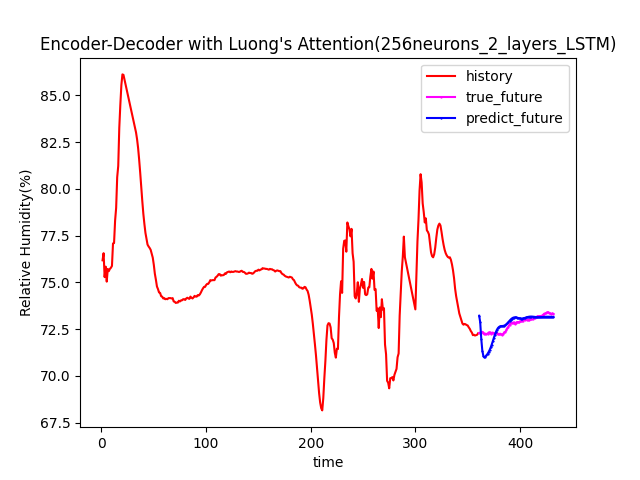 Encoder-Decoder with Luong's Attention(256neurons_2_layers_LSTM)
history
true_future
predict_future
Relative Humidity(%)
85.0
82.5
80.0
77.5
75.0
72.5
70.0
67.5
0 100 200 300 400
time